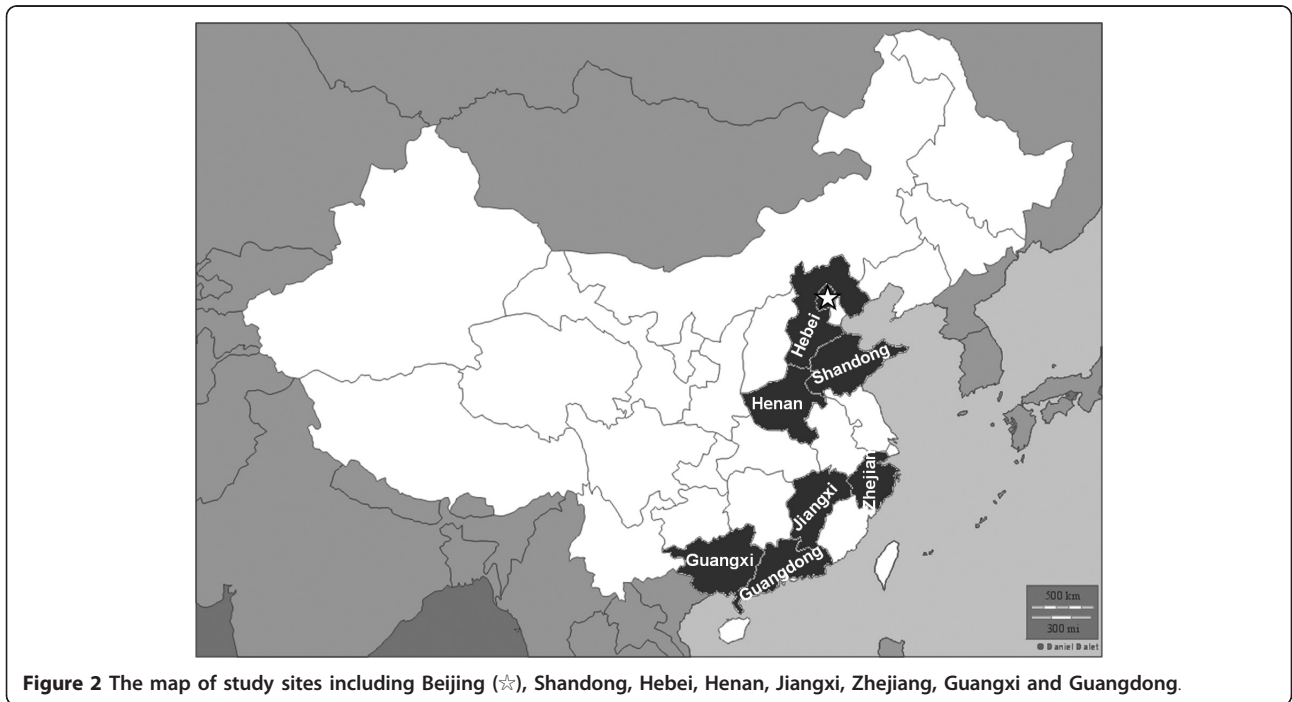 Hebei
Shandong
Henan
Zhejian
Jiangxi
Guangxi
Guangdong
500 km
300 mi
© Daniel Dalet
Figure 2 The map of study sites including Beijing (☆), Shandong, Hebei, Henan, Jiangxi, Zhejiang, Guangxi and Guangdong.